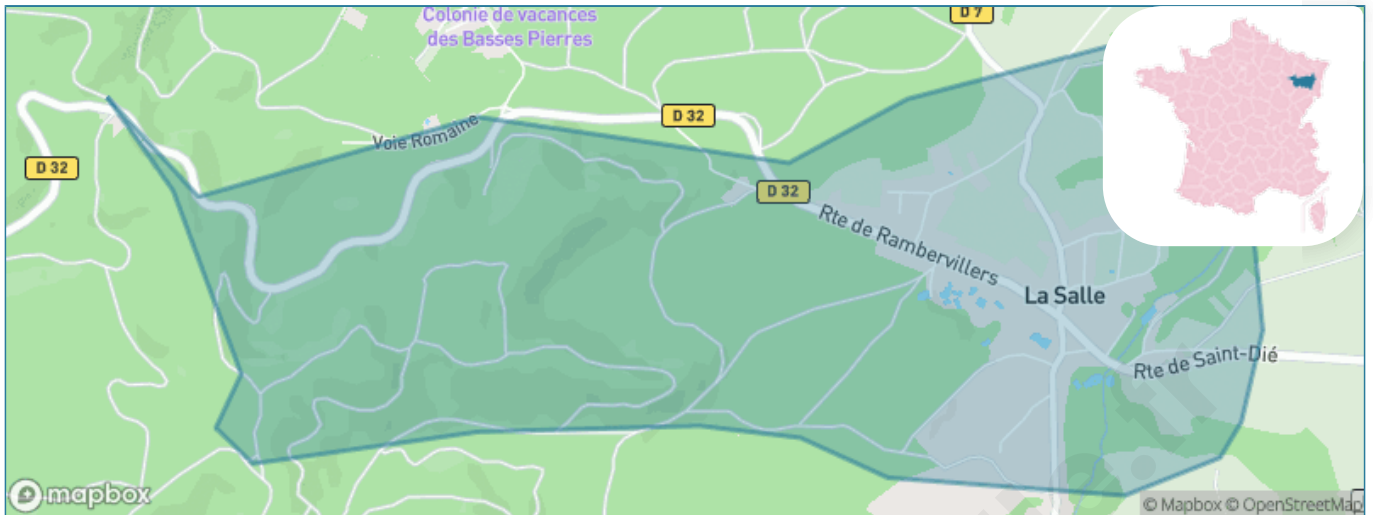 Colonie de vacances
des Basses Pierres
D 7
D 32
Voie Romaine
D 32
D 32
Rte de Rambervillers
La Salle
Rte de Saint-Dié
mapbox
© Mapbox © OpenStreetMap